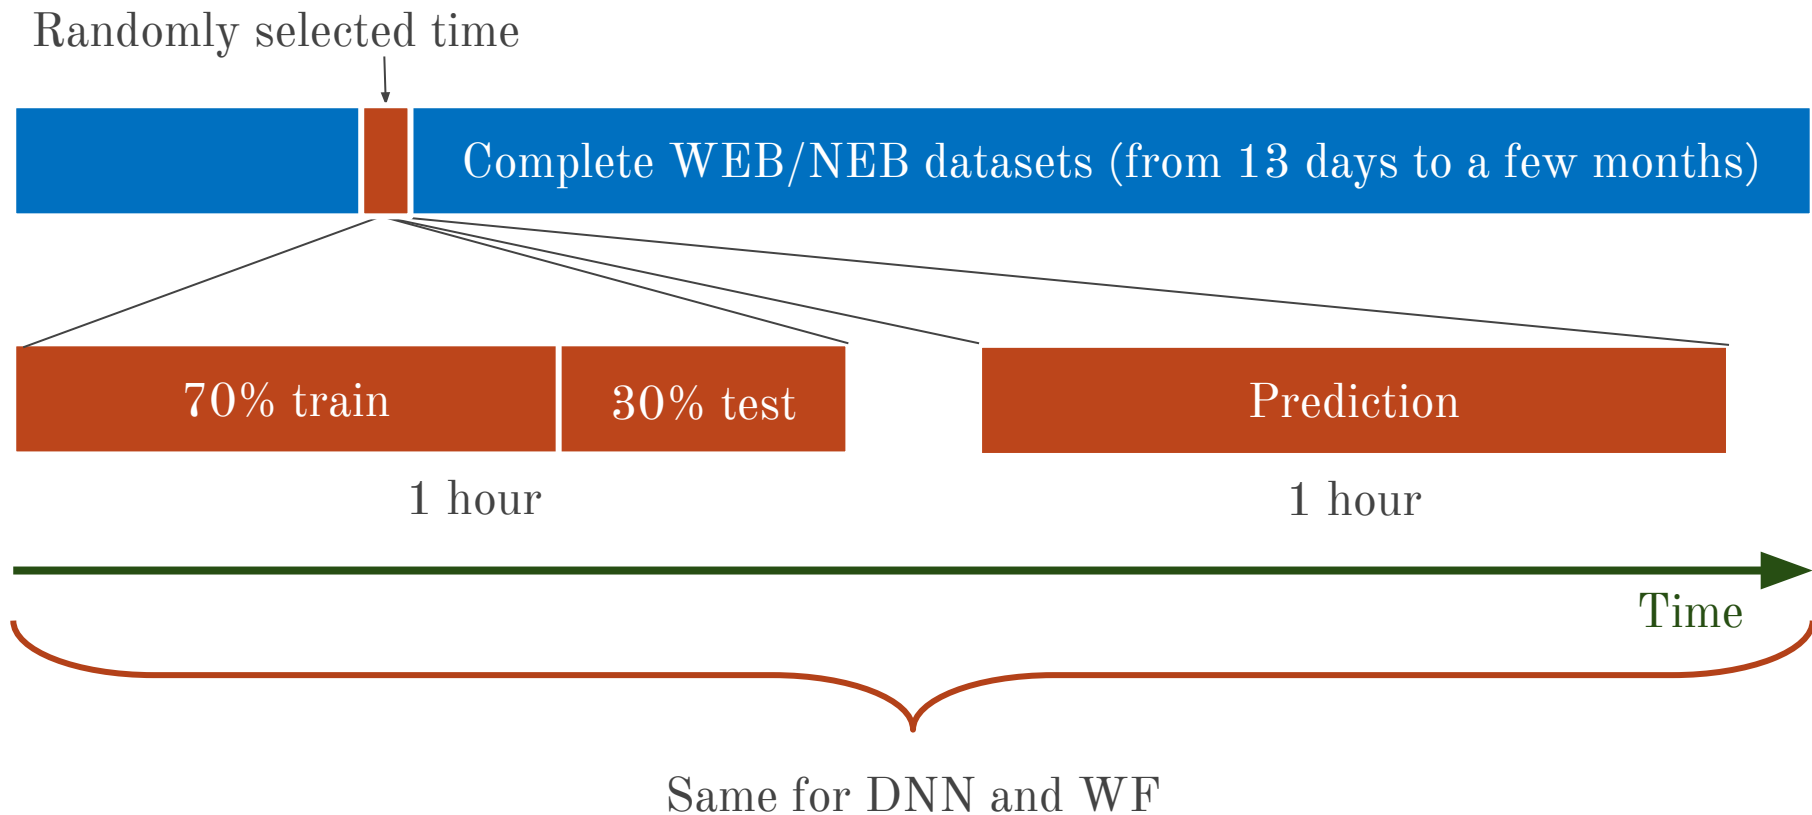 Randomly selected time
Complete WEB/NEB datasets (from 13 days to a few months)
70% train
30% test
Prediction
1 hour
1 hour
Time
Same for DNN and WF